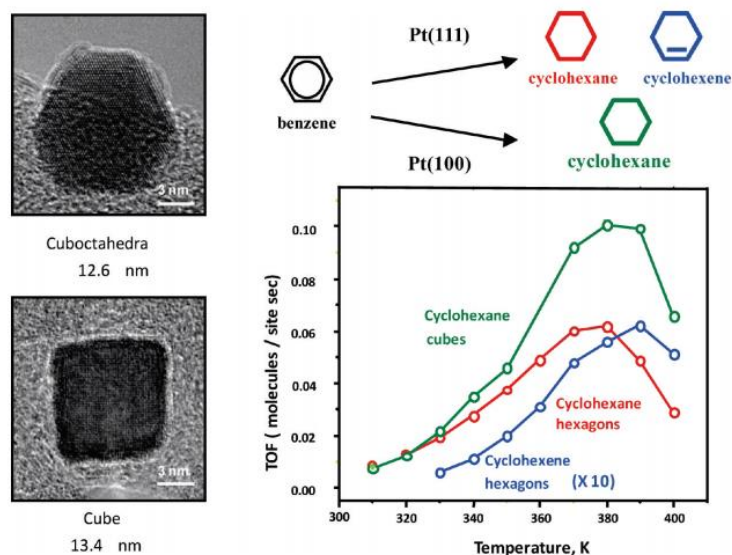 3 nm
Cuboctahedra
12.6 nm
3 nm
Cube
13.4 nm
benzene
Pt(111)
Pt(100)
cyclohexane
cyclohexene
cyclohexane
TOF ( molecules / site sec)
0.10
0.08
0.06
0.04
0.02
0.00
Cyclohexane
cubes
Cyclohexane
hexagons
Cyclohexene
hexagons (X 10)
300
320
340
360
380
400
Temperature, K